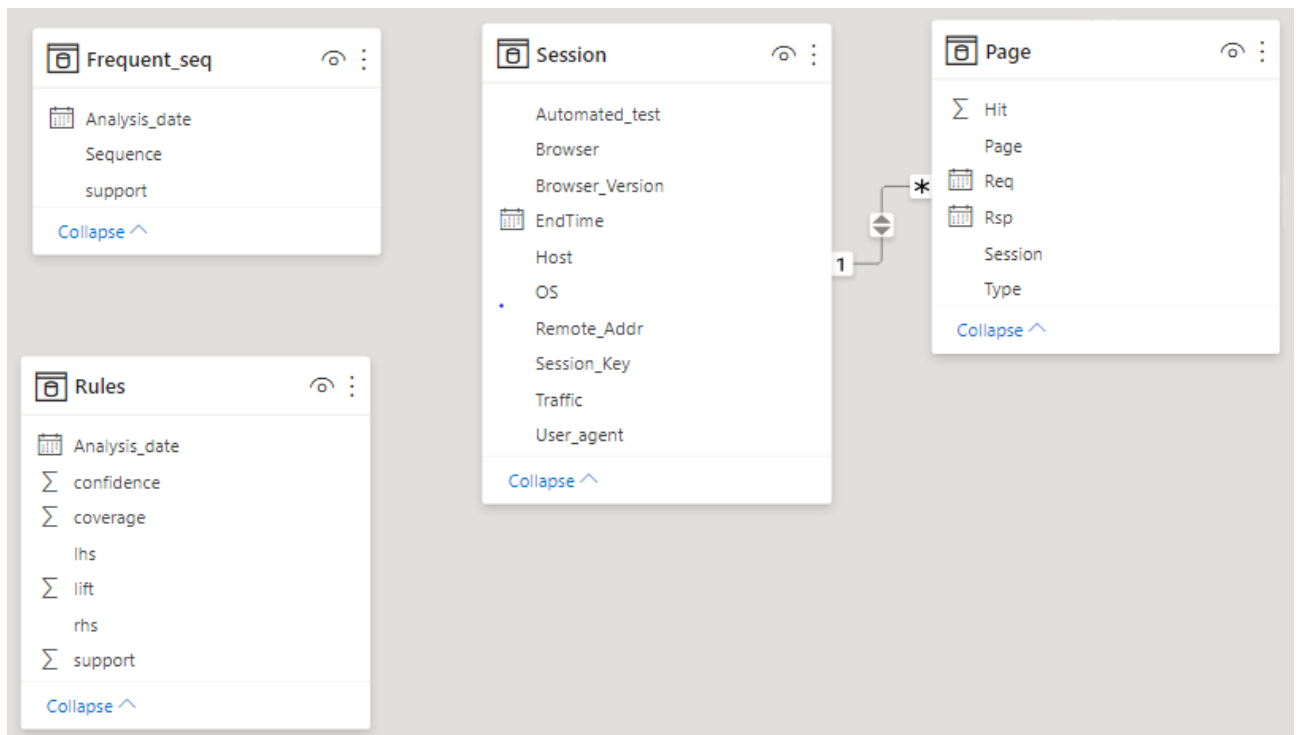 Frequent_seq
Analysis_date
Sequence
support
Collapse
Session
Automated_test
Browser
Browser_Version
EndTime
Host
OS
Remote_Addr
Session_Key
Traffic
User_agent
Collapse
1
*
Page
Σ Hit
Page
Req
Rsp
Session
Type
Collapse
Rules
Analysis_date
Σ confidence
Σ coverage
lhs
Σ lift
rhs
Σ support
Collapse